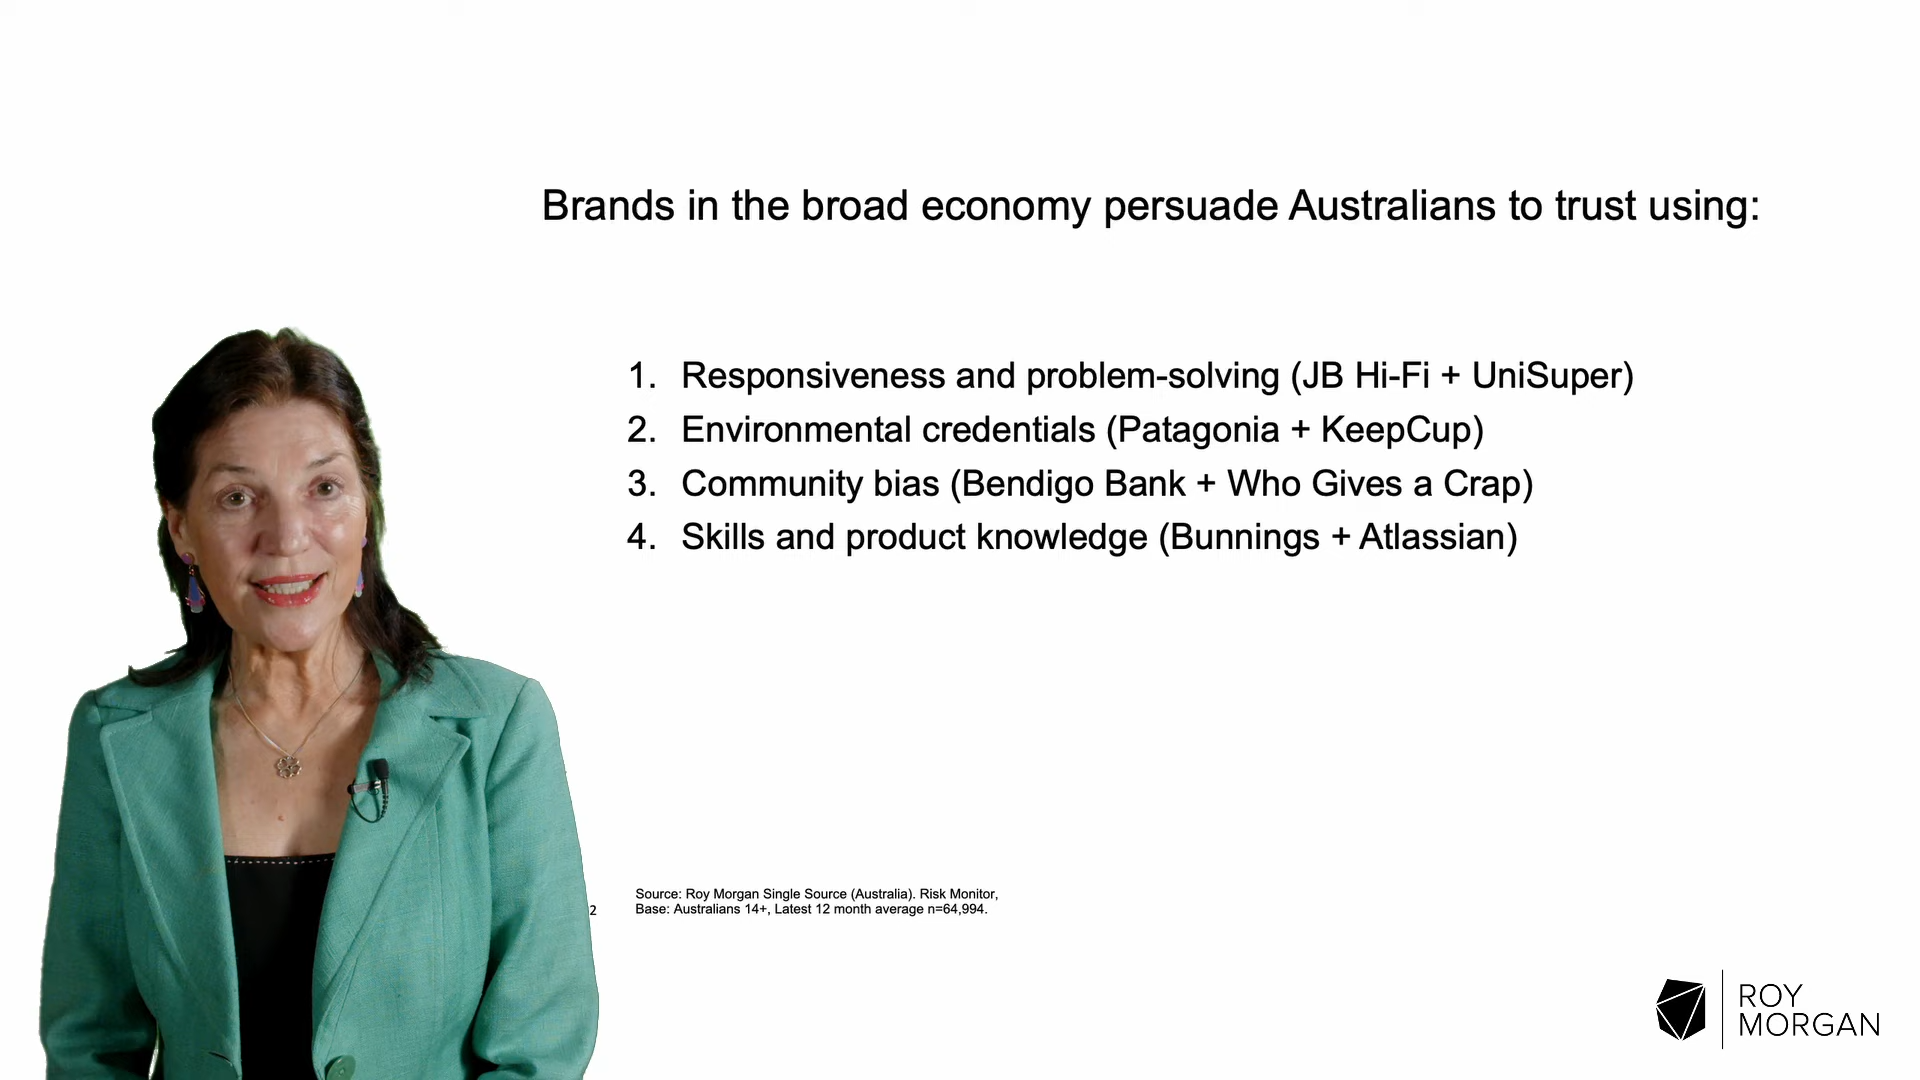 Brands in the broad economy persuade Australians to trust using:
1. Responsiveness and problem-solving (JB Hi-Fi + UniSuper)
2. Environmental credentials (Patagonia + KeepCup)
3. Community bias (Bendigo Bank + Who Gives a Crap)
4. Skills and product knowledge (Bunnings + Atlassian)
Source: Roy Morgan Single Source (Australia). Risk Monitor,
2 Base: Australians 14+, Latest 12 month average n=64,994.
ROY
MORGAN